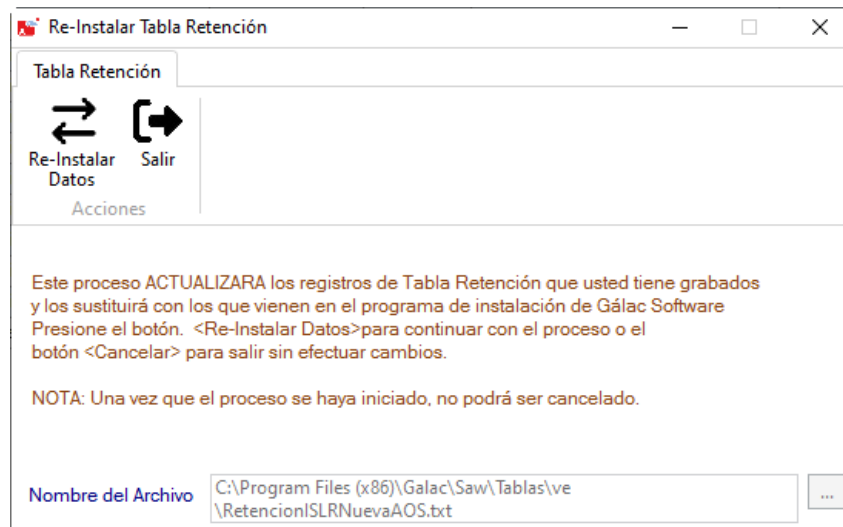 Re-Instalar Tabla Retención
Tabla Retención
Re-Instalar
Datos
Salir
Acciones
Este proceso ACTUALIZARA los registros de Tabla Retención que usted tiene grabados
y los sustituirá con los que vienen en el programa de instalación de Gálac Software
Presione el botón.  <Re-Instalar Datos>para continuar con el proceso o el
botón <Cancelar> para salir sin efectuar cambios.
NOTA: Una vez que el proceso se haya iniciado, no podrá ser cancelado.
Nombre del Archivo
C:\Program Files (x86)\Galac\Saw\Tablas\ve
\RetencionISLRNuevaAOS.txt
...